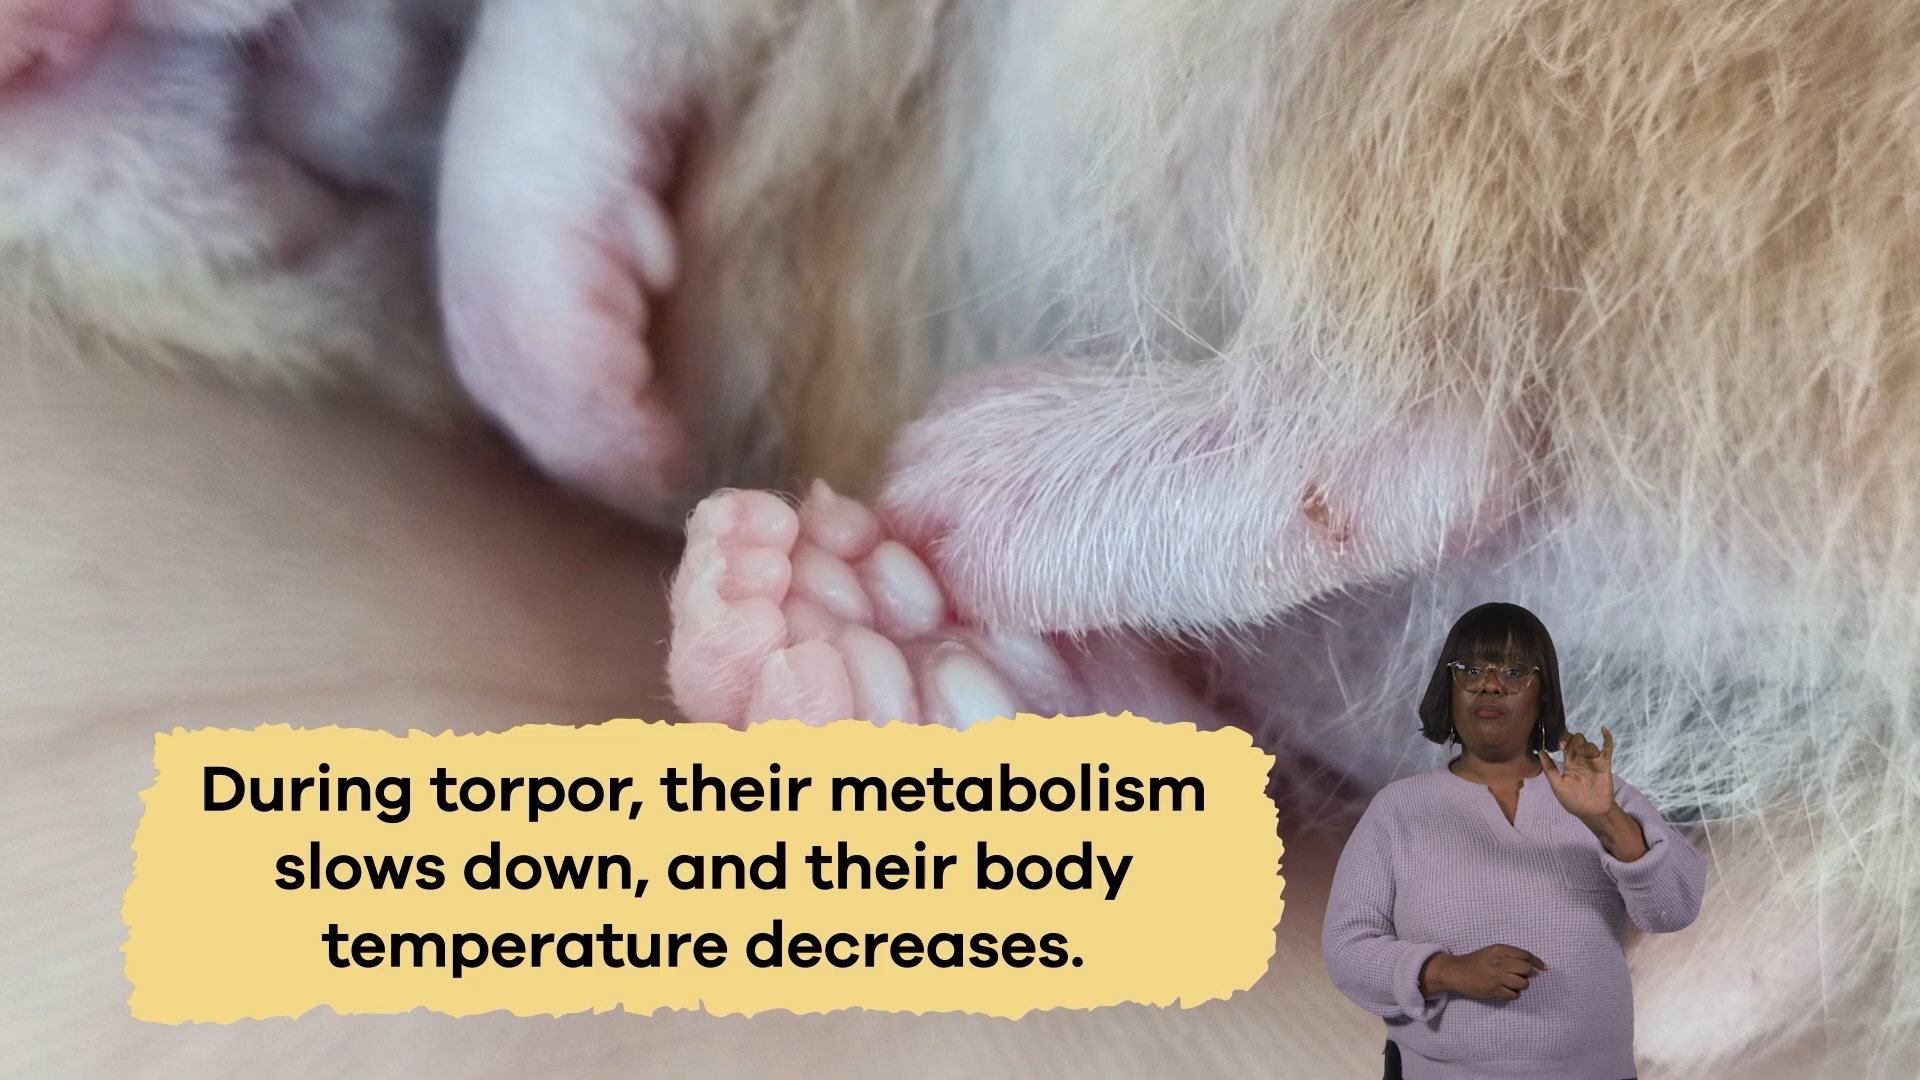 During torpor, their metabolism
slows down, and their body
temperature decreases.